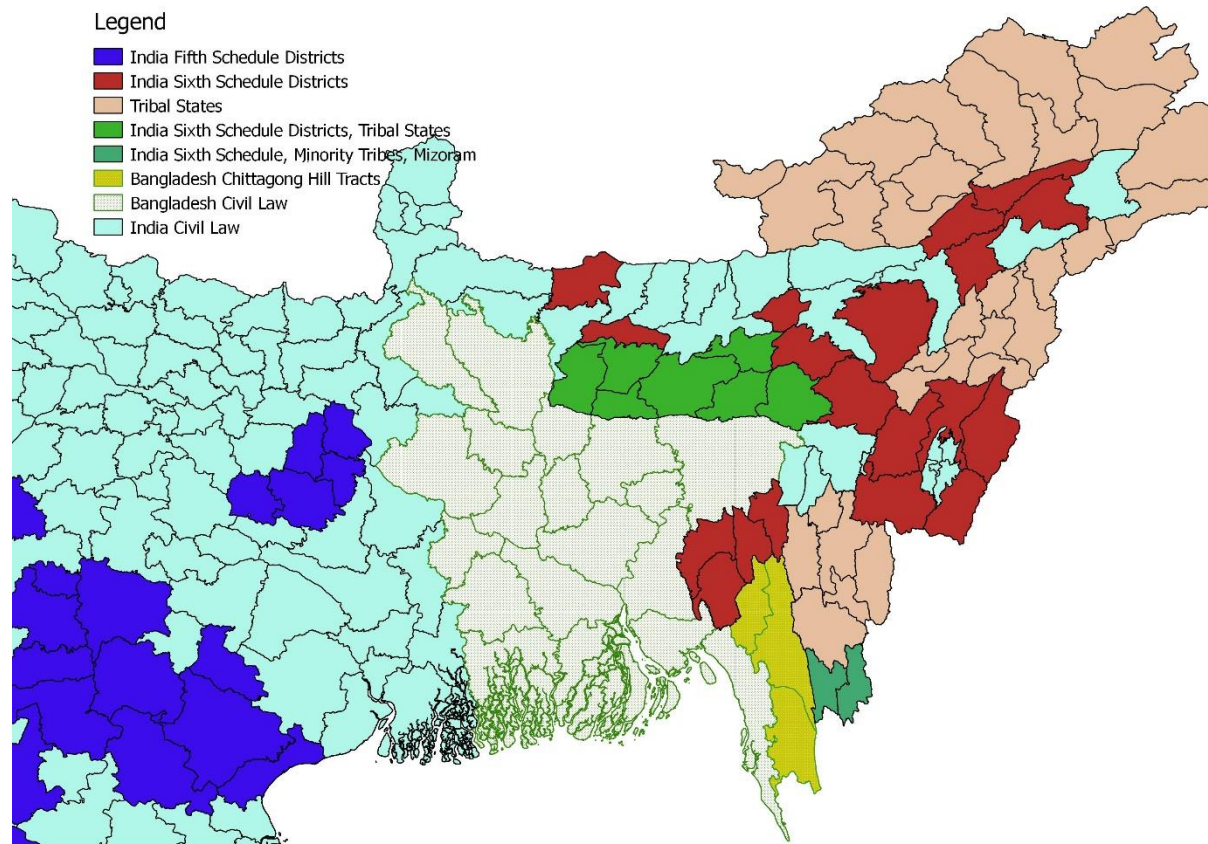 Legend
India Fifth Schedule Districts
India Sixth Schedule Districts
Tribal States
India Sixth Schedule Districts, Tribal States
India Sixth Schedule, Minority Tribes, Mizoram
Bangladesh Chittagong Hill Tracts
Bangladesh Civil Law
India Civil Law